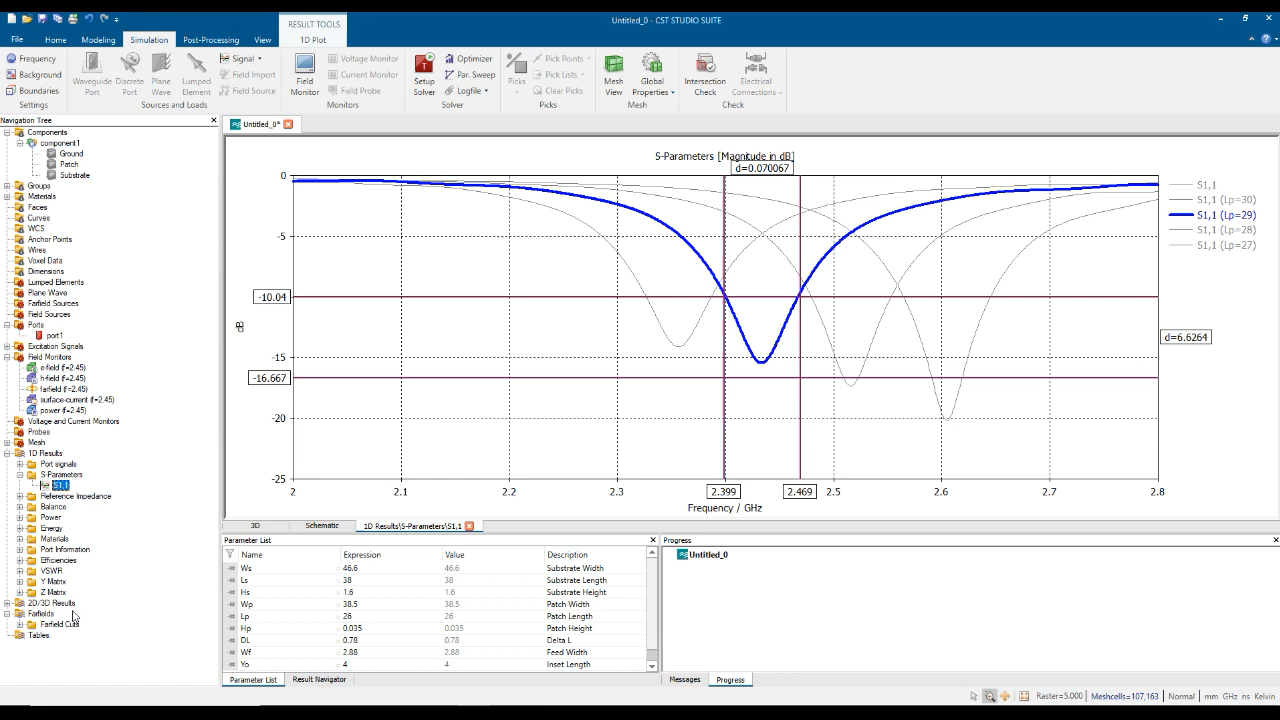 Untitled_0 - CST STUDIO SUITE
RESULT TOOLS
File Home Modeling Simulation Post-Processing View 1D Plot
Frequency
Background
Boundaries
Settings
Waveguide Port
Discrete Port
Plane Wave
Lumped Element
Signal
Field Import
Field Source
Sources and Loads
Field Monitor
Voltage Monitor
Current Monitor
Field Probe
Monitors
Setup Solver
Optimizer
Par. Sweep
Logfile
Solver
Picks
Pick Points
Pick Lists
Clear Picks
Picks
Mesh View
Global Properties
Mesh
Intersection Check
Electrical Connections
Check
Navigation Tree
Components
component1
Ground
Patch
Substrate
Groups
Materials
Faces
Curves
WCS
Anchor Points
Wires
Voxel Data
Dimensions
Lumped Elements
Plane Wave
Farfield Sources
Field Sources
Ports
port1
Excitation Signals
Field Monitors
e-field (f=2.45)
h-field (f=2.45)
farfield (f=2.45)
surface-current (f=2.45)
power (f=2.45)
Voltage and Current Monitors
Probes
Mesh
1D Results
Port signals
S-Parameters
S1,1
Reference Impedance
Balance
Power
Energy
Materials
Port Information
Efficiencies
VSWR
Y Matrix
Z Matrix
2D/3D Results
Farfields
Farfield Cuts
Tables
Untitled_0*
S-Parameters [Magnitude in dB]
d=0.070067
0
-5
-10.04
-15
-16.667
-20
-25
dB
2 2.1 2.2 2.3 2.399 2.469 2.5 2.6 2.7 2.8
Frequency / GHz
S1,1
S1,1 (Lp=30)
S1,1 (Lp=29)
S1,1 (Lp=28)
S1,1 (Lp=27)
d=6.6264
3D Schematic 1D Results\S-Parameters\S1,1
Parameter List
Name Expression Value Description
Ws = 46.6 46.6 Substrate Width
Ls = 38 38 Substrate Length
Hs = 1.6 1.6 Substrate Height
Wp = 38.5 38.5 Patch Width
Lp = 26 26 Patch Length
Hp = 0.035 0.035 Patch Height
DL = 0.78 0.78 Delta L
Wf = 2.88 2.88 Feed Width
Yo = 4 4 Inset Length
Parameter List Result Navigator
Progress
Untitled_0
Messages Progress
Raster=5.000 Meshcells=107,163 Normal mm GHz ns Kelvin